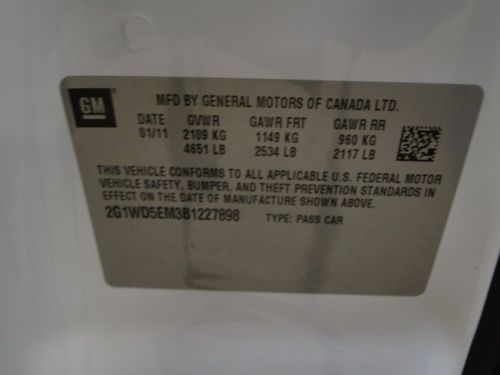 GM
MFD BY GENERAL MOTORS OF CANADA LTD.
DATE GVWR GAWR FRT GAWR RR
01/11 2109 KG 1149 KG 960 KG
4651 LB 2534 LB 2117 LB
THIS VEHICLE CONFORMS TO ALL APPLICABLE U.S. FEDERAL MOTOR
VEHICLE SAFETY, BUMPER, AND THEFT PREVENTION STANDARDS IN
EFFECT ON THE DATE OF MANUFACTURE SHOWN ABOVE.
2G1WD5EM3B1227898 TYPE: PASS CAR